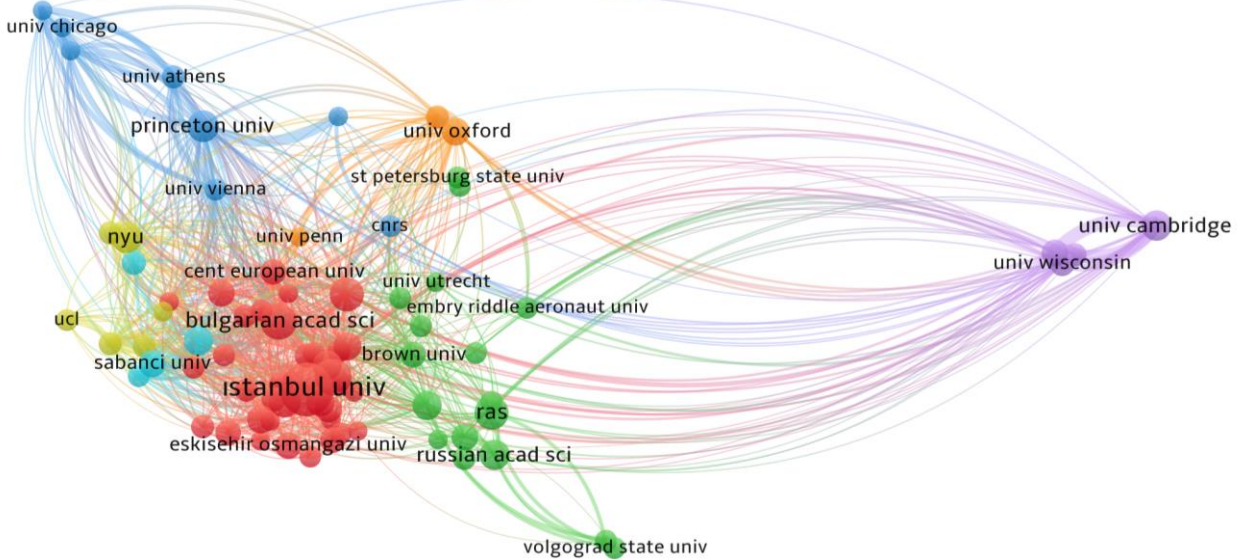 univ chicago
univ athens
princeton univ
univ oxford
st petersburg state univ
univ vienna
cnrs
univ cambridge
nyu
univ penn
univ wisconsin
cent european univ
univ utrecht
embry riddle aeronaut univ
ucl
bulgarian acad sci
sabanci univ
brown univ
ıstanbul univ
ras
eskisehir osmangazi univ
russian acad sci
volgograd state univ